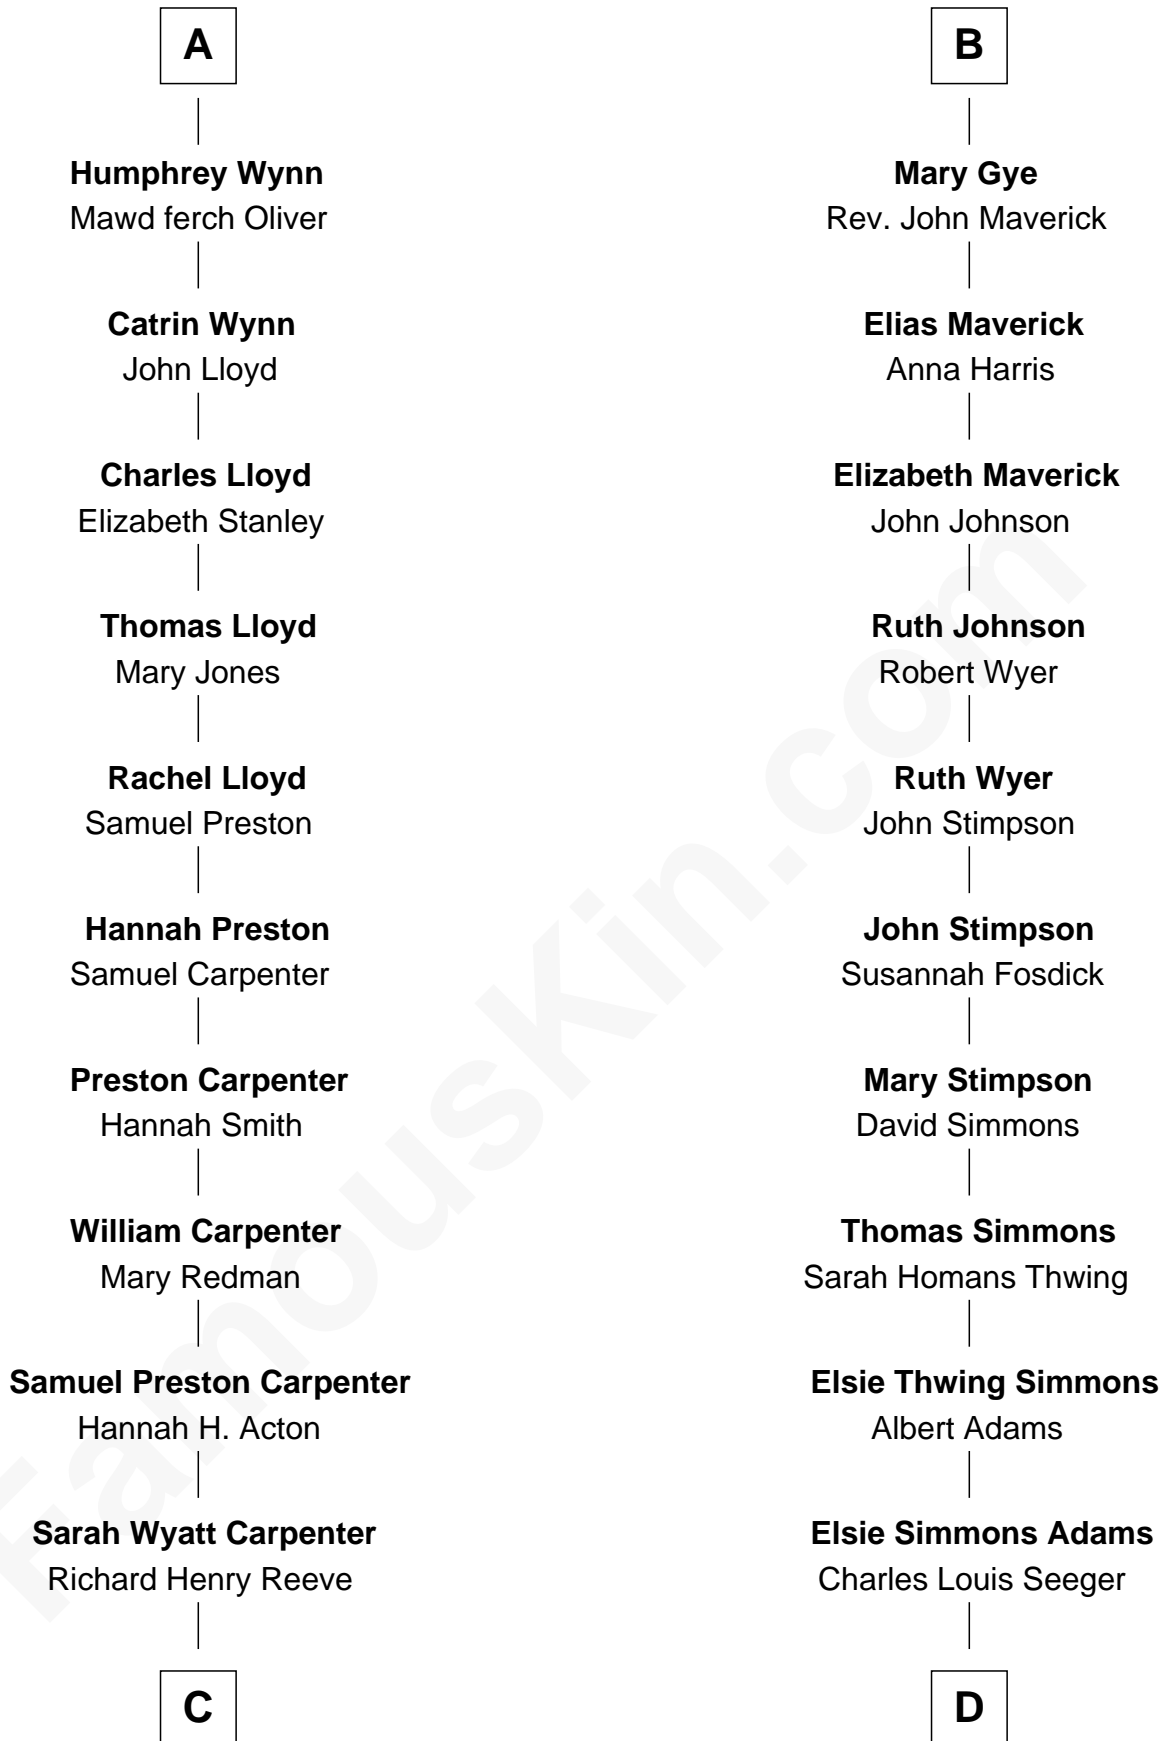 A
Humphrey Wynn
Mawd ferch Oliver
Catrin Wynn
John Lloyd
Charles Lloyd
Elizabeth Stanley
Thomas Lloyd
Mary Jones
Rachel Lloyd
Samuel Preston
Hannah Preston
Samuel Carpenter
Preston Carpenter
Hannah Smith
William Carpenter
Mary Redman
Samuel Preston Carpenter
Hannah H. Acton
Sarah Wyatt Carpenter
Richard Henry Reeve
C
B
Mary Gye
Rev. John Maverick
Elias Maverick
Anna Harris
Elizabeth Maverick
John Johnson
Ruth Johnson
Robert Wyer
Ruth Wyer
John Stimpson
John Stimpson
Susannah Fosdick
Mary Stimpson
David Simmons
Thomas Simmons
Sarah Homans Thwing
Elsie Thwing Simmons
Albert Adams
Elsie Simmons Adams
Charles Louis Seeger
D
FamousKin.com